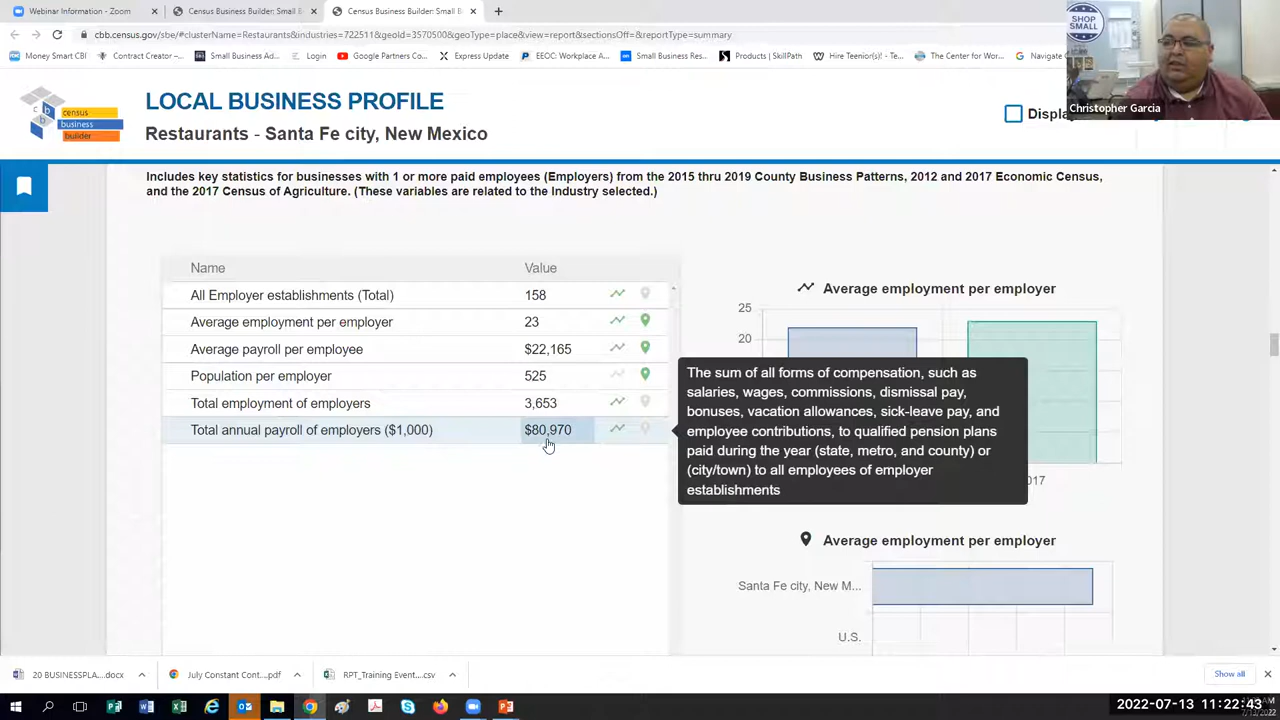 Webinar Information - Zoom
Census Business Builder: Small B
Census Business Builder: Small B
cbb.census.gov/sbe/#clusterName=Restaurants&industries=722511&
geoType=place&view=report&sectionsOff=&reportType=summary
Money Smart CBI
Contract Creator –...
Small Business Ad...
Login
Google Partners Co...
Express Update
EEOC: Workplace A...
Small Business Res...
Products | SkillPath
Hire Teenior(s)! - Te...
The Center for Wor...
Navigate
SHOP
SMALL
Christopher Garcia
census
business
builder
LOCAL BUSINESS PROFILE
Restaurants - Santa Fe city, New Mexico
Display
Includes key statistics for businesses with 1 or more paid employees (Employers) from the 2015 thru 2019 County Business Patterns, 2012 and 2017 Economic Census,
and the 2017 Census of Agriculture. (These variables are related to the Industry selected.)
Name Value
All Employer establishments (Total) 158
Average employment per employer 23
Average payroll per employee $22,165
Population per employer 525
Total employment of employers 3,653
Total annual payroll of employers ($1,000) $80,970
Average employment per employer
25
20
The sum of all forms of compensation, such as
salaries, wages, commissions, dismissal pay,
bonuses, vacation allowances, sick-leave pay, and
employee contributions, to qualified pension plans
paid during the year (state, metro, and county) or
(city/town) to all employees of employer
establishments
017
Average employment per employer
Santa Fe city, New M...
U.S.
20 BUSINESSPLA....docx
July Constant Cont....pdf
RPT_Training Event....csv
Show all
2022-07-13 11:22:43